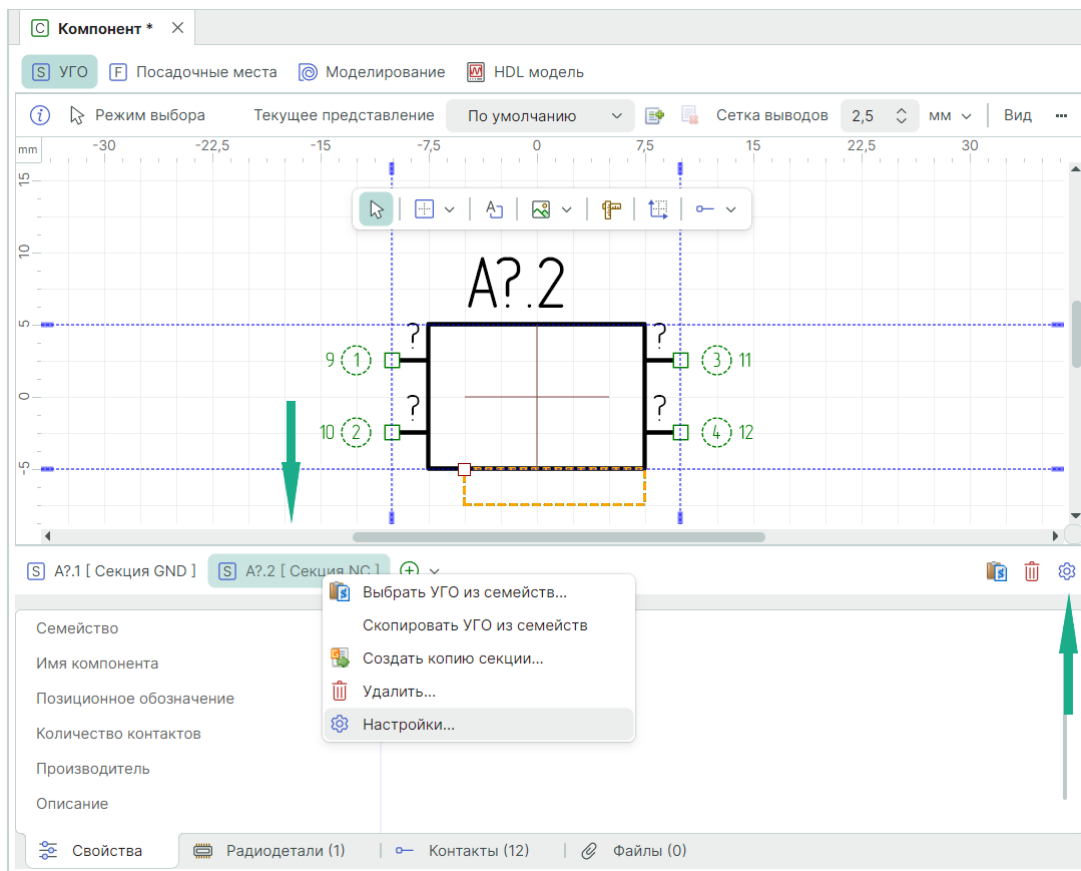 C Компонент *
S УГО F Посадочные места Моделирование HDL модель
i Режим выбора Текущее представление По умолчанию Сетка выводов 2,5 мм Вид ...
mm -30 -22,5 -15 -7,5 0 7,5 15 22,5 30
15
10
A?.2
5
? ?
9 1 3 11
0
? ?
10 2 4 12
-5
S A?.1 [ Секция GND ] S A?.2 [ Секция NC ]
Выбрать УГО из семейств...
Скопировать УГО из семейств
Создать копию секции...
Удалить...
Настройки...
Семейство
Имя компонента
Позиционное обозначение
Количество контактов
Производитель
Описание
Свойства Радиодетали (1) Контакты (12) Файлы (0)